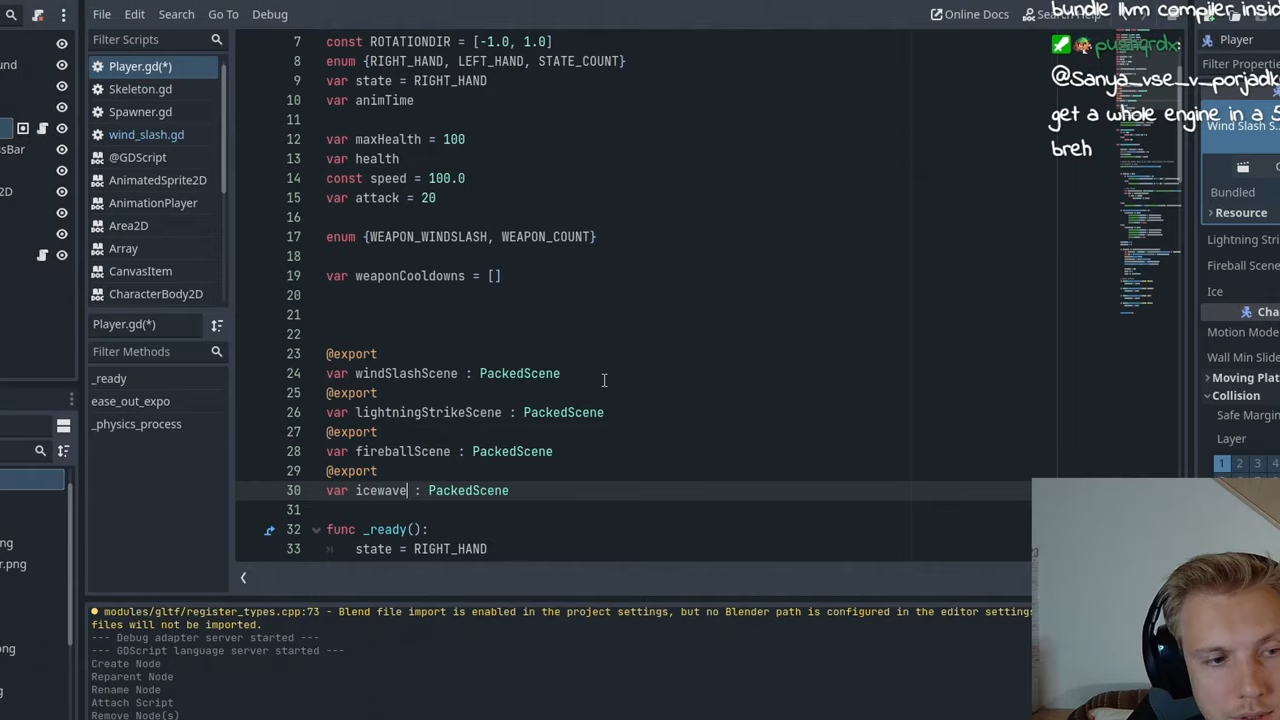 File Edit Search Go To Debug
Online Docs
Search Help
bundle llvm compiler insid
Filter Scripts
Player.gd(*)
Skeleton.gd
Spawner.gd
wind_slash.gd
@GDScript
AnimatedSprite2D
AnimationPlayer
Area2D
Array
CanvasItem
CharacterBody2D
Player.gd(*)
Filter Methods
_ready
ease_out_expo
_physics_process
ound
ssBar
2D
ng
r.png
ong
g
7 const ROTATIONDIR = [-1.0, 1.0]
8 enum {RIGHT_HAND, LEFT_HAND, STATE_COUNT}
9 var state = RIGHT_HAND
10 var animTime
11
12 var maxHealth = 100
13 var health
14 const speed = 100.0
15 var attack = 20
16
17 enum {WEAPON_WINDSLASH, WEAPON_COUNT}
18
19 var weaponCooldowns = []
20
21
22
23 @export
24 var windSlashScene : PackedScene
25 @export
26 var lightningStrikeScene : PackedScene
27 @export
28 var fireballScene : PackedScene
29 @export
30 var icewave : PackedScene
31
32 func _ready():
33 state = RIGHT_HAND
pushqrdx
@Sanya_vse_v_porjadke
get a whole engine in a 5
breh
Player
Filter Properties
Wind Slash S
Bundled
Resource
Lightning Stri
Fireball Scene
Ice
Cha
Motion Mode
Wall Min Slide
Moving Plat
Collision
Safe Margin
Layer
1 2 3
modules/gltf/register_types.cpp:73 - Blend file import is enabled in the project settings, but no Blender path is configured in the editor settings
files will not be imported.
--- Debug adapter server started ---
--- GDScript language server started ---
Create Node
Reparent Node
Rename Node
Attach Script
Remove Node(s)